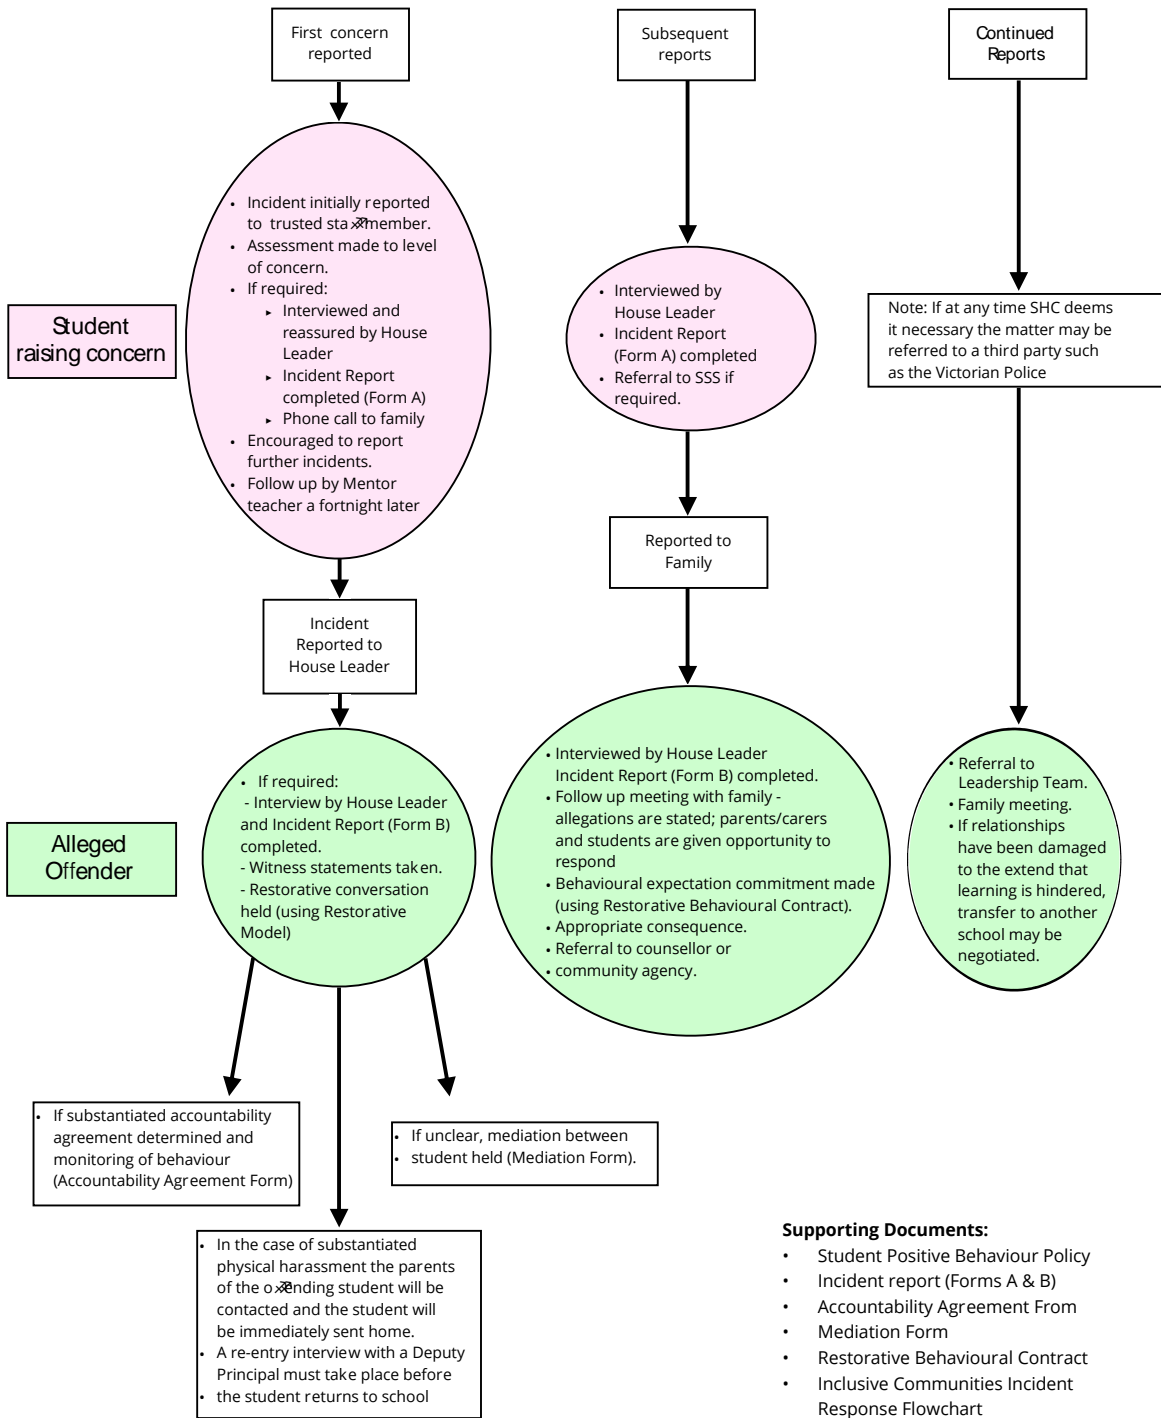 First concern
reported
Subsequent
reports
Continued
Reports
Student
raising concern
• Incident initially reported
to trusted member.
• Assessment made to level
of concern.
• If required:
▸ Interviewed and
reassured by House
Leader
▸ Incident Report
completed (Form A)
▸ Phone call to family
• Encouraged to report
further incidents.
• Follow up by Mentor
teacher a fortnight later
• Interviewed by
House Leader
• Incident Report
(Form A) completed
• Referral to SSS if
required.
Note: If at any time SHC deems
it necessary the matter may be
referred to a third party such
as the Victorian Police
Reported to
Family
Incident
Reported to
House Leader
Alleged
Offender
• If required:
- Interview by House Leader
and Incident Report (Form B)
completed.
- Witness statements taken.
- Restorative conversation
held (using Restorative
Model)
• Interviewed by House Leader
Incident Report (Form B) completed.
• Follow up meeting with family -
allegations are stated; parents/carers
and students are given opportunity to
respond
• Behavioural expectation commitment made
(using Restorative Behavioural Contract).
• Appropriate consequence.
• Referral to counsellor or
• community agency.
• Referral to
Leadership Team.
• Family meeting.
• If relationships
have been damaged
to the extend that
learning is hindered,
transfer to another
school may be
negotiated.
• If substantiated accountability
agreement determined and
monitoring of behaviour
(Accountability Agreement Form)
• If unclear, mediation between
• student held (Mediation Form).
• In the case of substantiated
physical harassment the parents
of the student will be
contacted and the student will
be immediately sent home.
• A re-entry interview with a Deputy
Principal must take place before
• the student returns to school
Supporting Documents:
• Student Positive Behaviour Policy
• Incident report (Forms A & B)
• Accountability Agreement From
• Mediation Form
• Restorative Behavioural Contract
• Inclusive Communities Incident
Response Flowchart